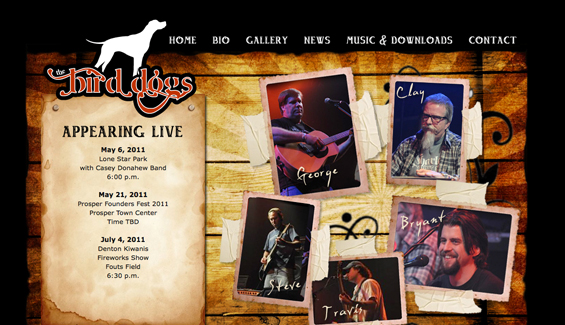 HOME BIO GALLERY NEWS MUSIC & DOWNLOADS CONTACT
the bird dogs
APPEARING LIVE
May 6, 2011
Lone Star Park
with Casey Donahew Band
6:00 p.m.
May 21, 2011
Prosper Founders Fest 2011
Prosper Town Center
Time TBD
July 4, 2011
Denton Kiwanis
Fireworks Show
Fouts Field
6:30 p.m.
George
Clay
Steve
Travis
Bryant